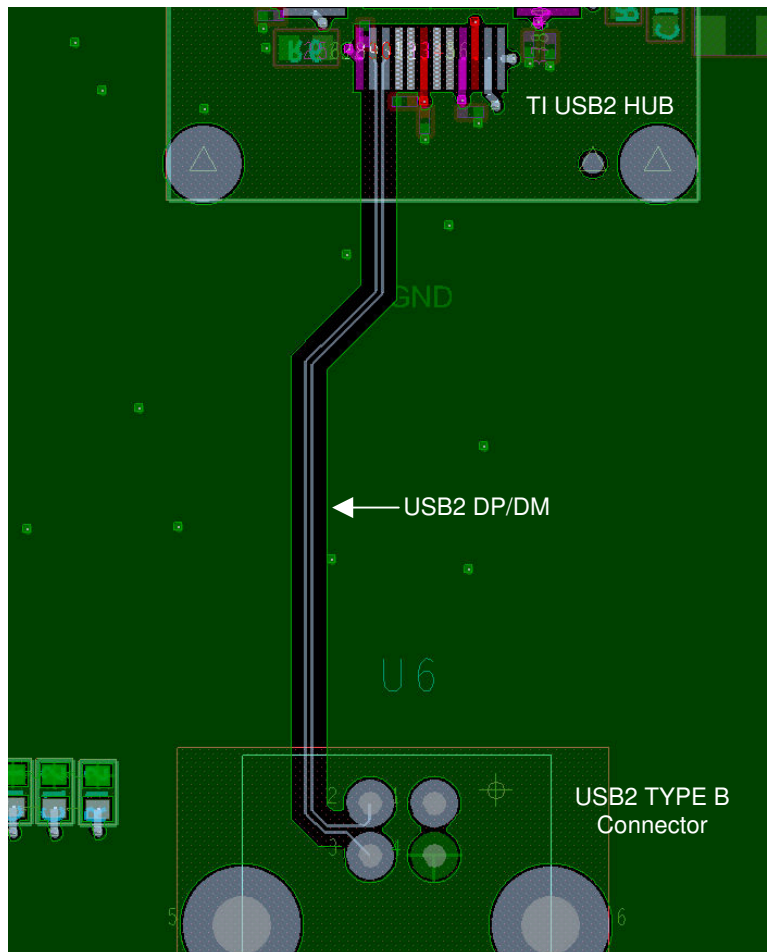 TI USB2 HUB
GND
USB2 DP/DM
U6
USB2 TYPE B
Connector
2
1
3
4
5
6